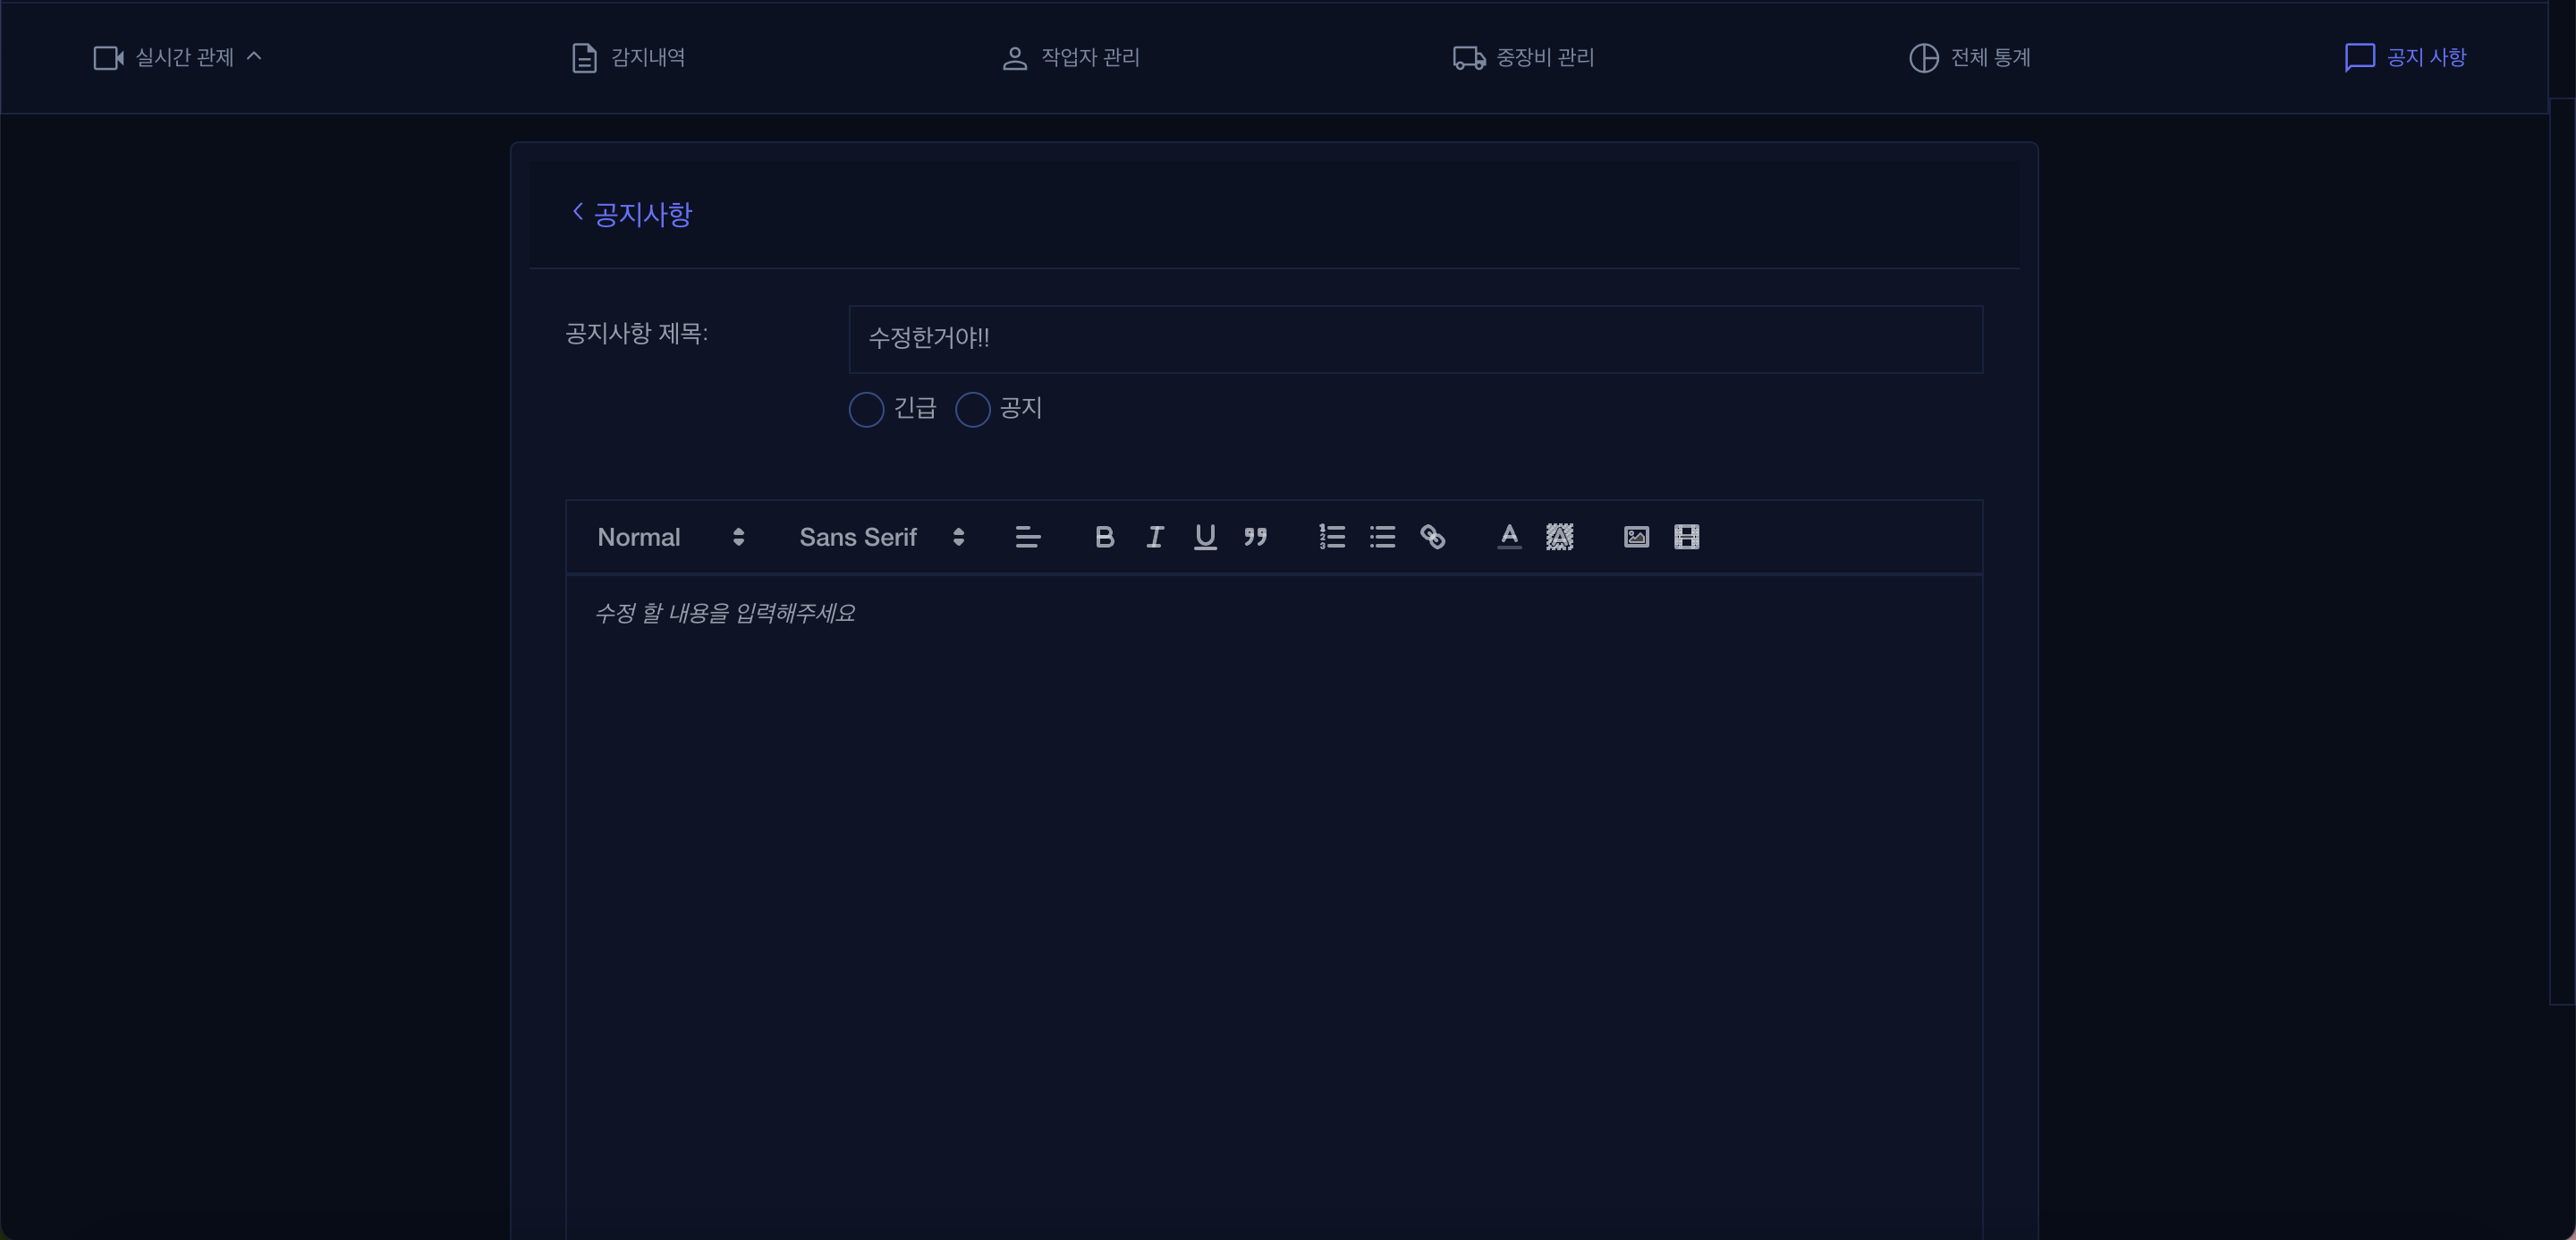 실시간 관제 감지내역 작업자 관리 중장비 관리 전체 통계 공지 사항
공지사항
공지사항 제목: 수정한거야!!
긴급 공지
Normal Sans Serif
수정 할 내용을 입력해주세요